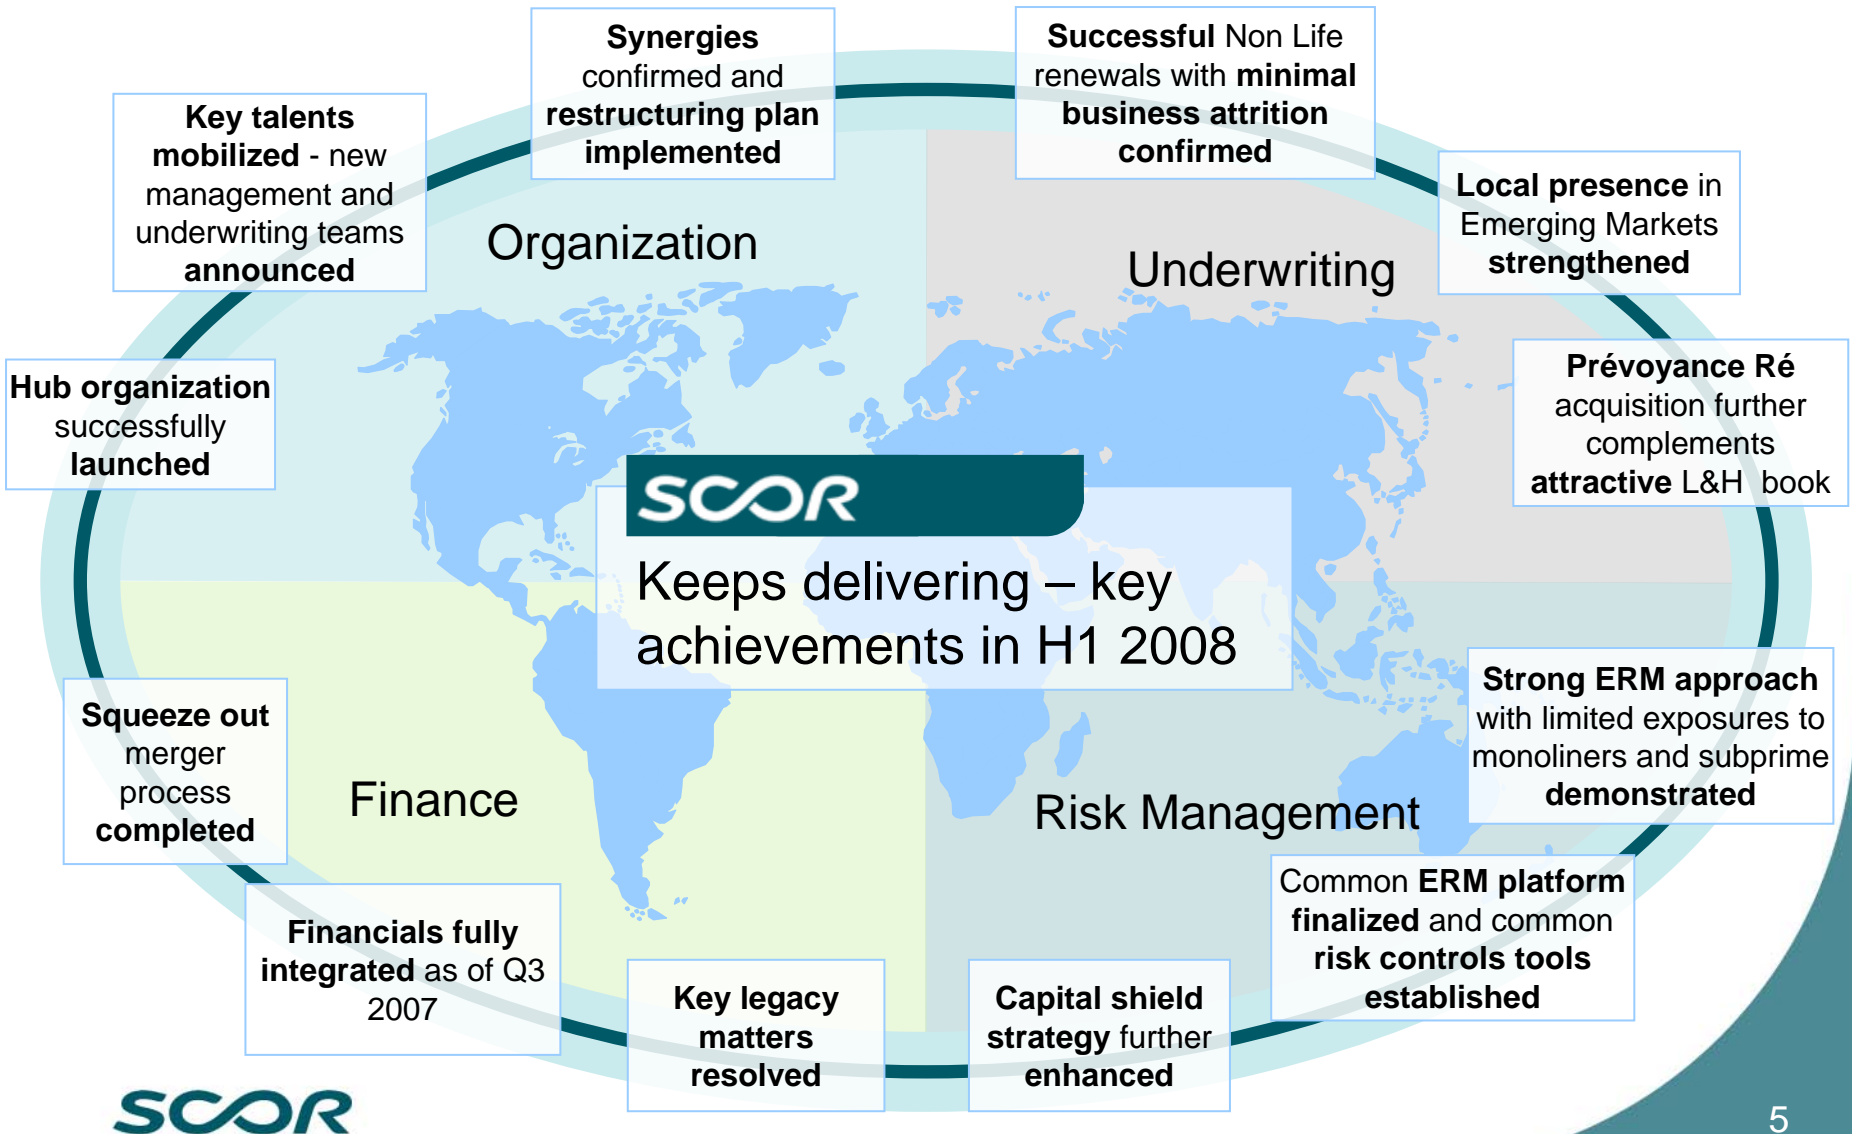 Synergies
confirmed and
restructuring plan
implemented
Successful Non Life
renewals with minimal
business attrition
confirmed
Key talents
mobilized - new
management and
underwriting teams
announced
Local presence in
Emerging Markets
strengthened
Organization
Underwriting
Hub organization
successfully
launched
Prévoyance Ré
acquisition further
complements
attractive L&H book
SCOR
Keeps delivering – key
achievements in H1 2008
Squeeze out
merger
process
completed
Strong ERM approach
with limited exposures to
monoliners and subprime
demonstrated
Finance
Risk Management
Financials fully
integrated as of Q3
2007
Key legacy
matters
resolved
Capital shield
strategy further
enhanced
Common ERM platform
finalized and common
risk controls tools
established
SCOR
5